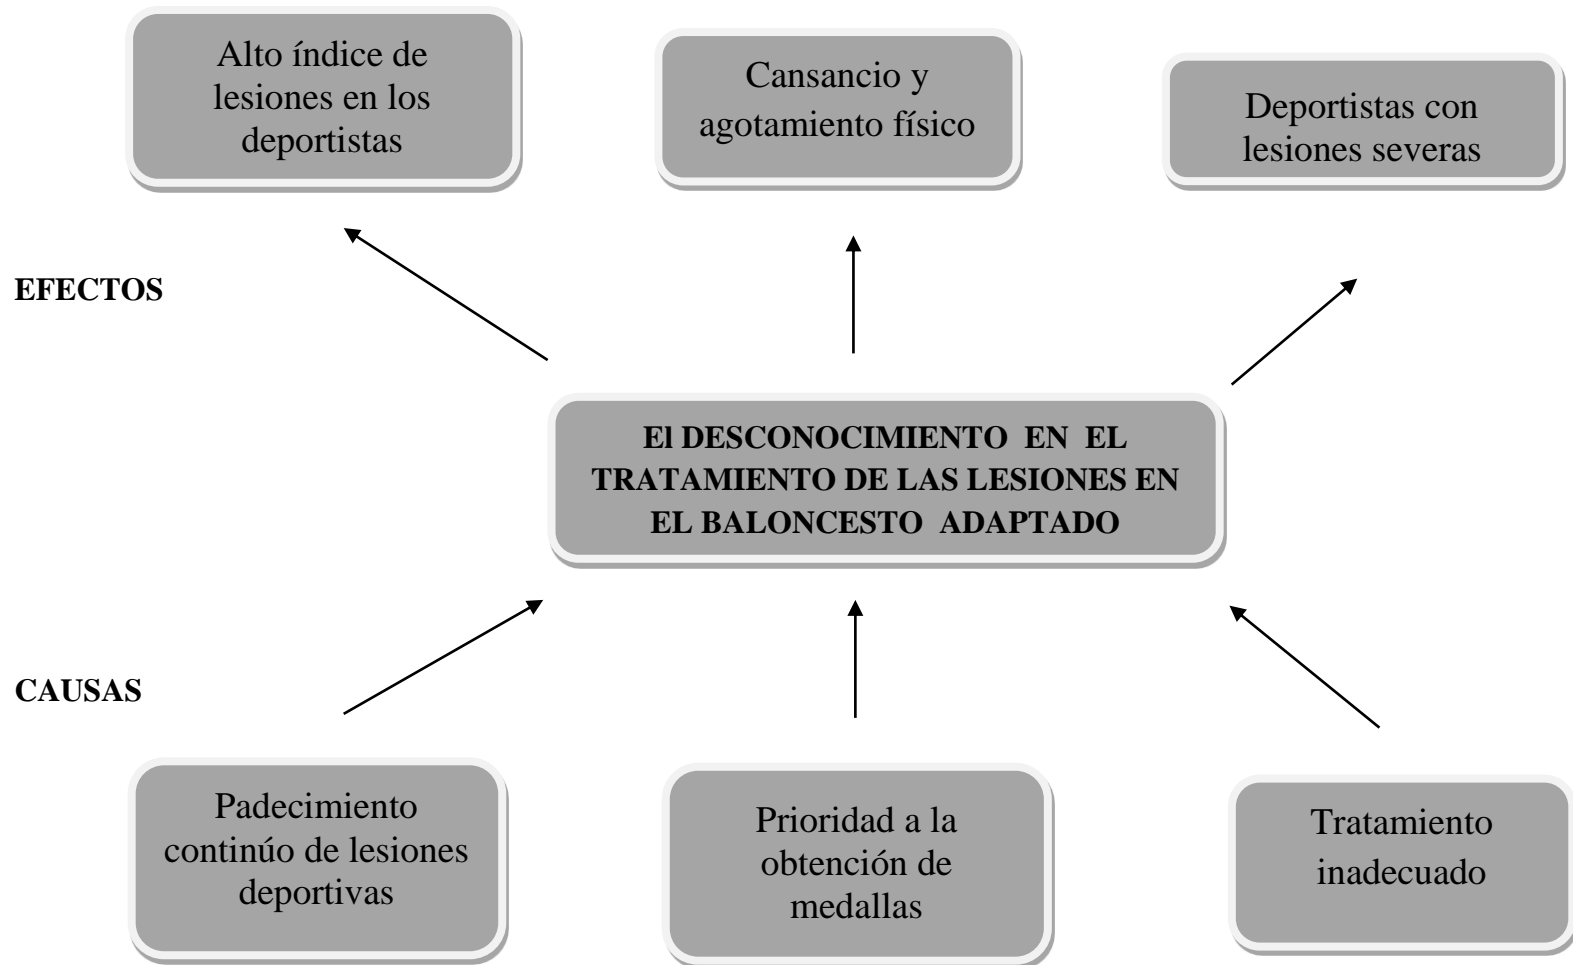 Alto índice de
lesiones en los
deportistas
Cansancio y
agotamiento físico
Deportistas con
lesiones severas
EFECTOS
El DESCONOCIMIENTO EN EL
TRATAMIENTO DE LAS LESIONES EN
EL BALONCESTO ADAPTADO
CAUSAS
Padecimiento
continúo de lesiones
deportivas
Prioridad a la
obtención de
medallas
Tratamiento
inadecuado